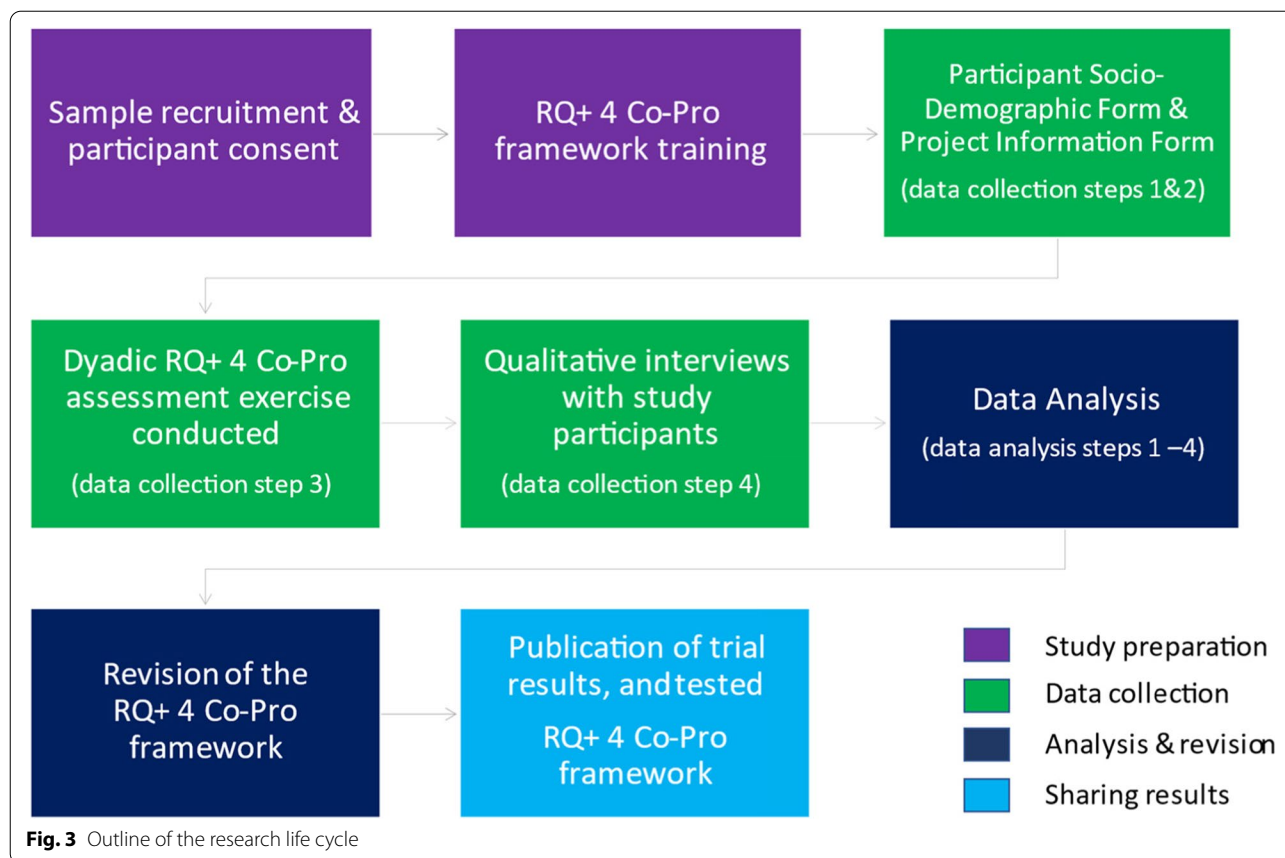 Sample recruitment &
participant consent
RQ+ 4 Co-Pro
framework training
Participant Socio-
Demographic Form &
Project Information Form
(data collection steps 1&2)
Dyadic RQ+ 4 Co-Pro
assessment exercise
conducted
(data collection step 3)
Qualitative interviews
with study
participants
(data collection step 4)
Data Analysis
(data analysis steps 1 –4)
Revision of the
RQ+ 4 Co-Pro
framework
Publication of trial
results, and tested
RQ+ 4 Co-Pro
framework
Study preparation
Data collection
Analysis & revision
Sharing results
Fig. 3 Outline of the research life cycle